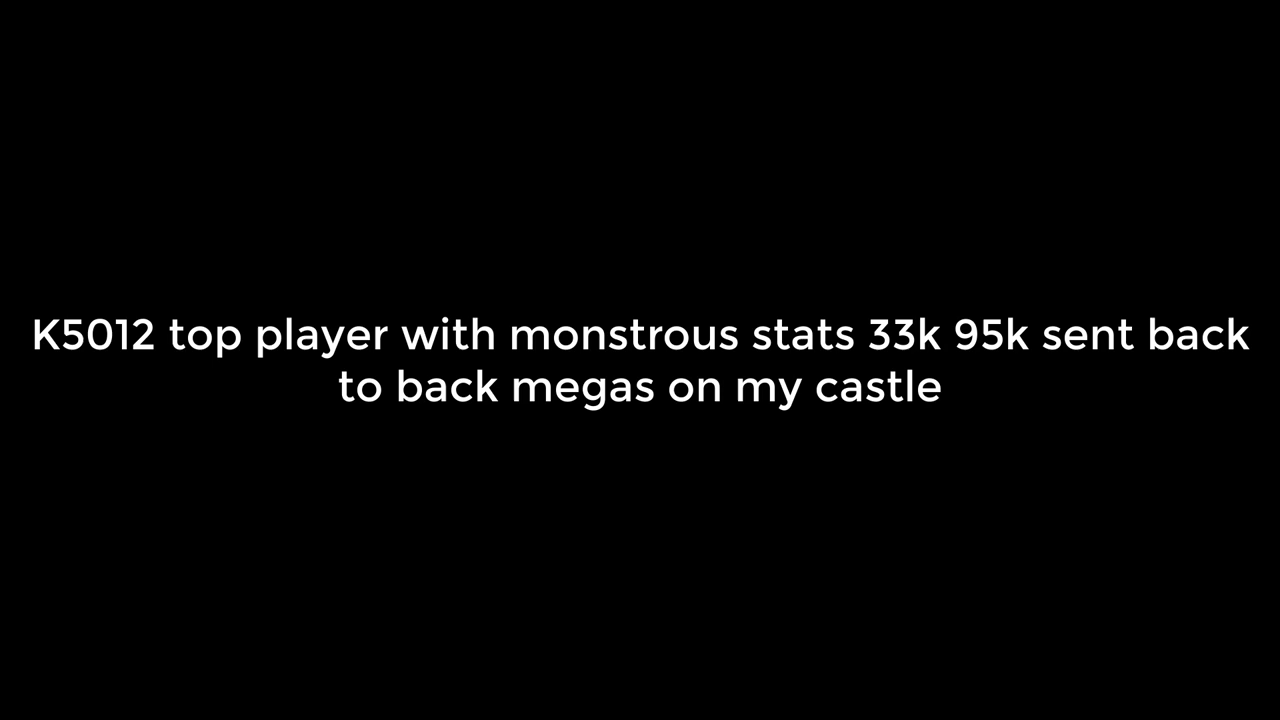 K5012 top player with monstrous stats 33k 95k sent back
to back megas on my castle